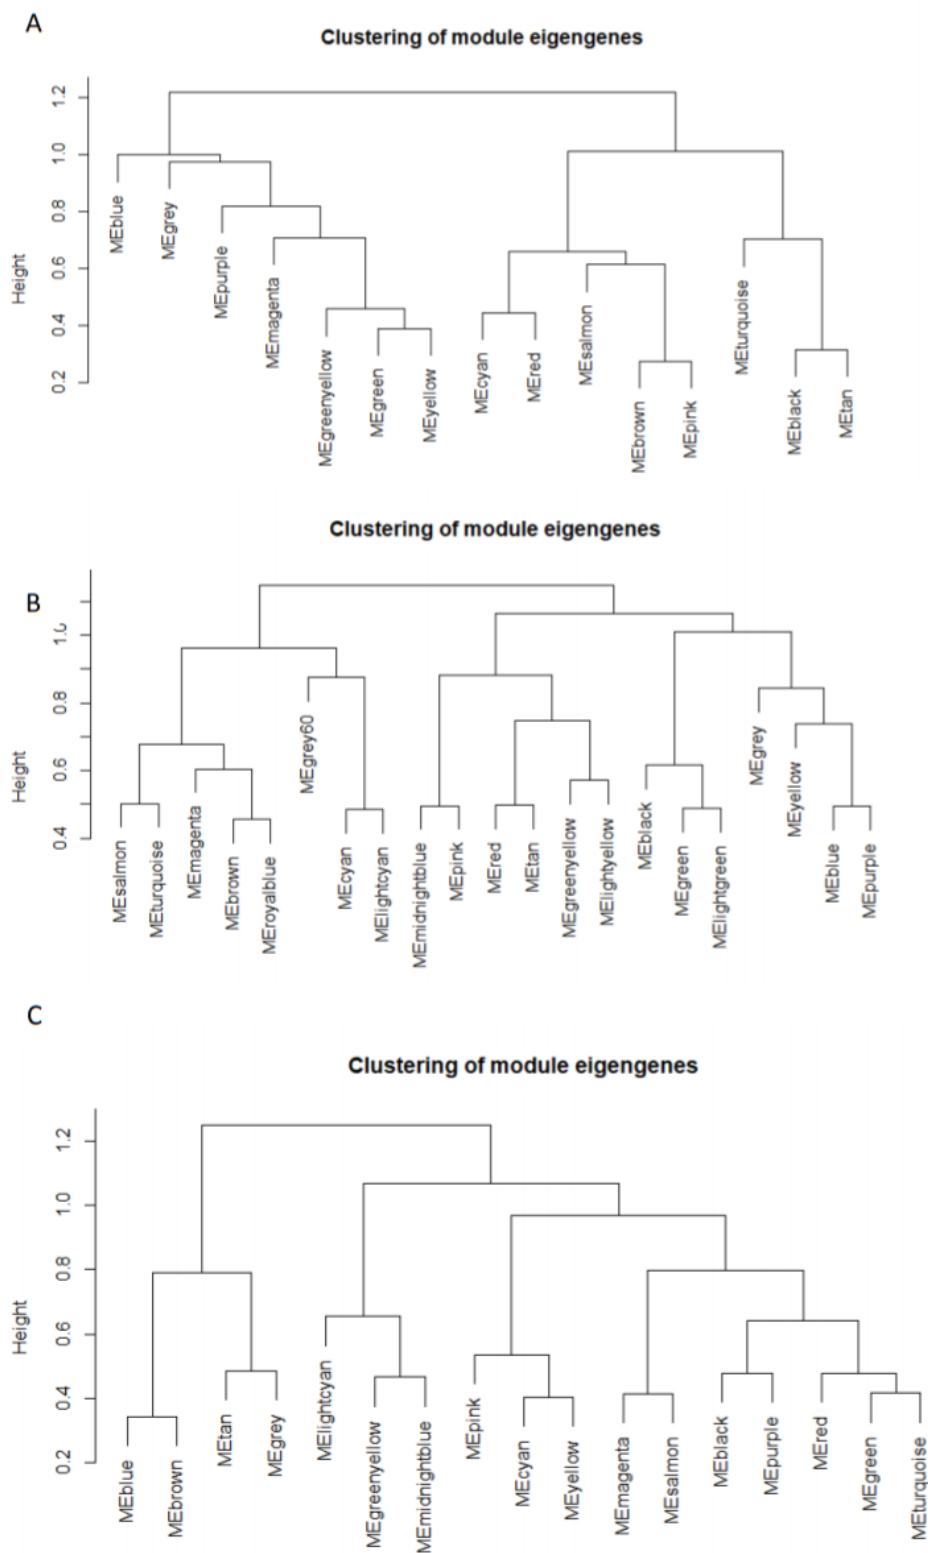 A
Clustering of module eigengenes
Height
1.2
1.0
0.8
0.6
0.4
0.2
MEblue
MEgrey
MEpurple
MEmagenta
MEgreenyellow
MEgreen
MEyellow
MEcyan
MEred
MEsalmon
MEbrown
MEpink
MEturquoise
MEblack
MEtan
Clustering of module eigengenes
B
Height
1.0
0.8
0.6
0.4
MEsalmon
MEturquoise
MEmagenta
MEbrown
MEroyalblue
MEgrey60
MEcyan
MElightcyan
MEmidnightblue
MEpink
MEred
MEtan
MEgreenyellow
MElightyellow
MEblack
MEgreen
MElightgreen
MEgrey
MEyellow
MEblue
MEpurple
C
Clustering of module eigengenes
Height
1.2
1.0
0.8
0.6
0.4
0.2
MEblue
MEbrown
MEtan
MEgrey
MElightcyan
MEgreenyellow
MEmidnightblue
MEpink
MEcyan
MEyellow
MEmagenta
MEsalmon
MEblack
MEpurple
MEred
MEgreen
MEturquoise